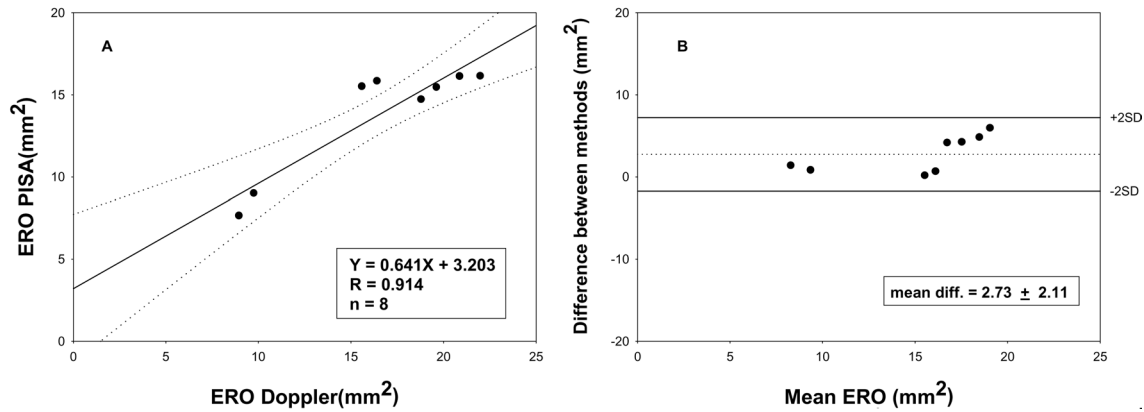 A
ERO PISA(mm²)
20
15
10
5
0
0 5 10 15 20 25
ERO Doppler(mm²)
Y = 0.641X + 3.203
R = 0.914
n = 8
B
Difference between methods (mm²)
20
10
0
-10
-20
0 5 10 15 20 25
Mean ERO (mm²)
+2SD
-2SD
mean diff. = 2.73 ± 2.11